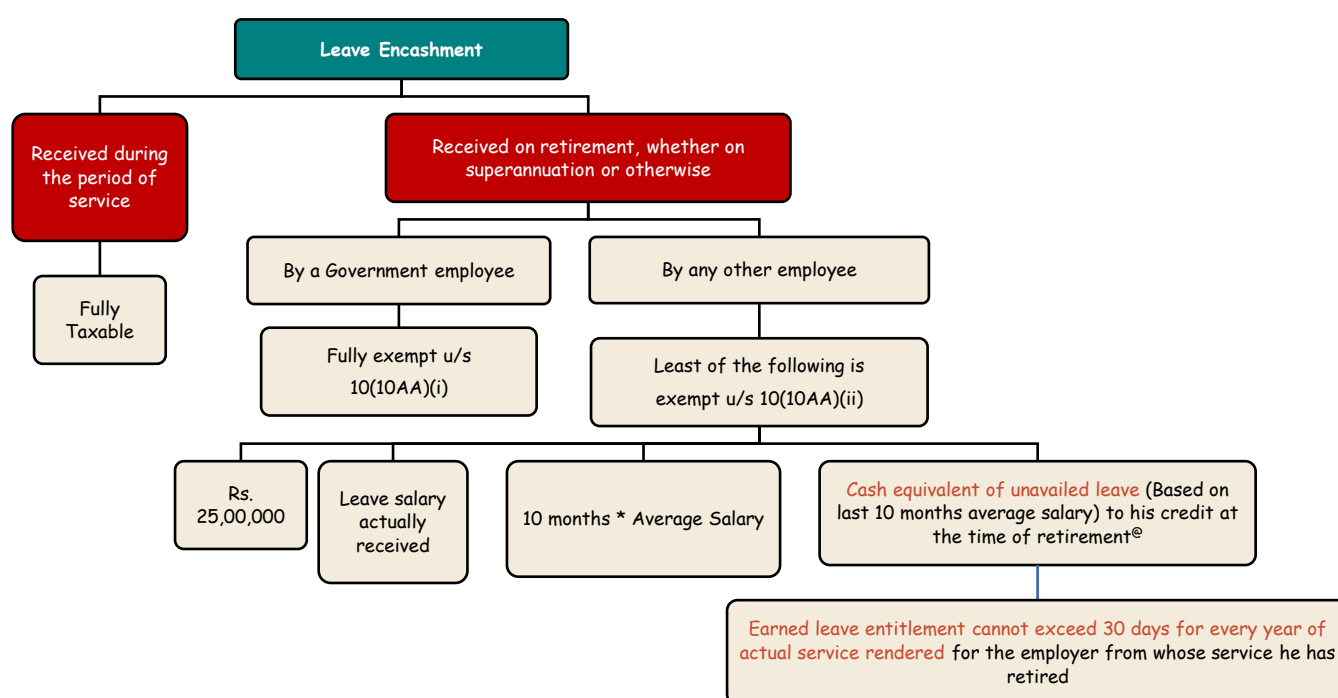 Leave Encashment
Received during
the period of
service
Received on retirement, whether on
superannuation or otherwise
Fully
Taxable
By a Government employee
By any other employee
Fully exempt u/s
10(10AA)(i)
Least of the following is
exempt u/s 10(10AA)(ii)
Rs.
25,00,000
Leave salary
actually
received
10 months * Average Salary
Cash equivalent of unavailed leave (Based on
last 10 months average salary) to his credit at
the time of retirement@
Earned leave entitlement cannot exceed 30 days for every year of
actual service rendered for the employer from whose service he has
retired